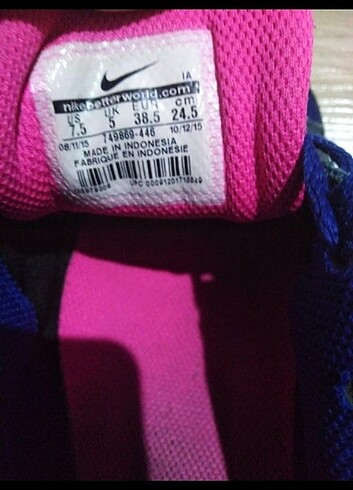 IA
nikebetterworld.com
US UK EUR cm
7.5 5 38.5 24.5
08/11/15 749869-446 10/12/15
MADE IN INDONESIA
FABRIQUE EN INDONESIE